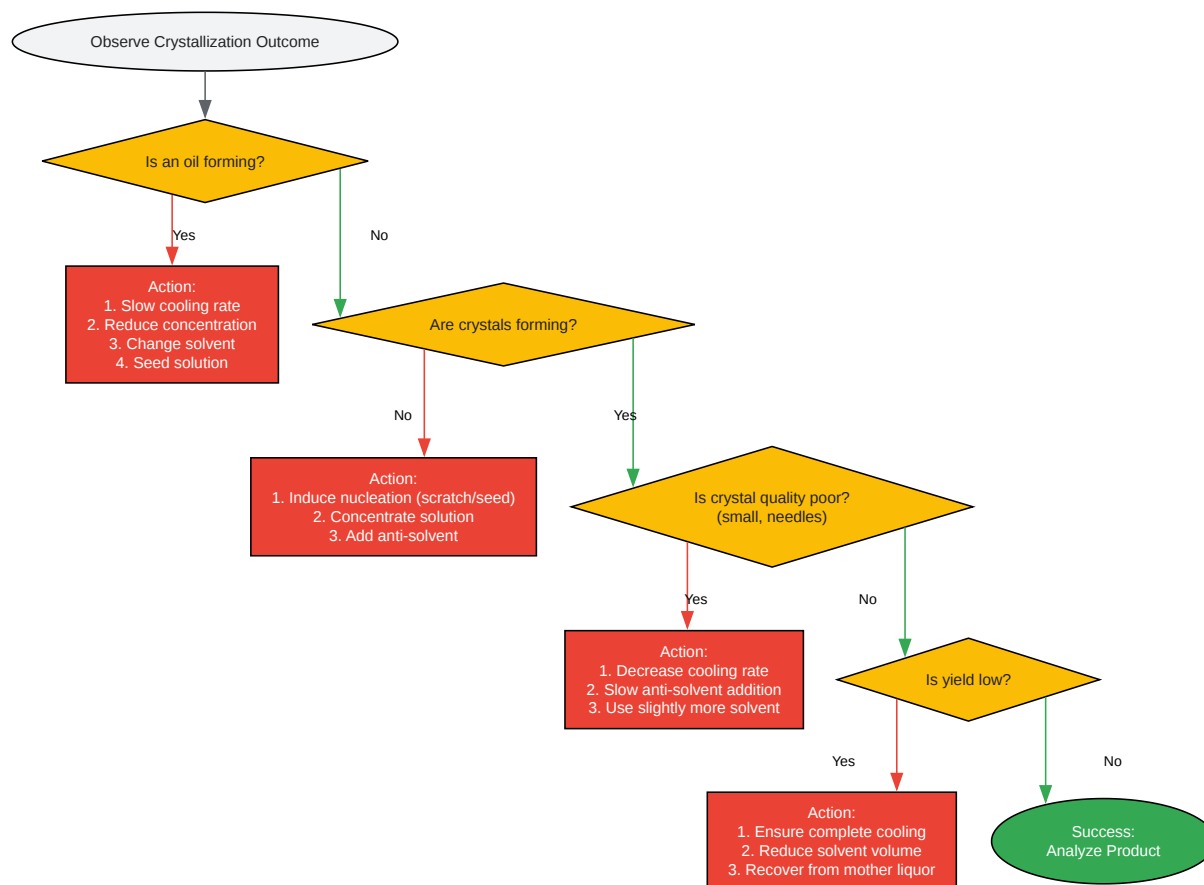 Observe Crystallization Outcome
Is an oil forming?
Yes
No
Action:
1. Slow cooling rate
2. Reduce concentration
3. Change solvent
4. Seed solution
Are crystals forming?
No
Yes
Action:
1. Induce nucleation (scratch/seed)
2. Concentrate solution
3. Add anti-solvent
Is crystal quality poor?
(small, needles)
Yes
No
Action:
1. Decrease cooling rate
2. Slow anti-solvent addition
3. Use slightly more solvent
Is yield low?
Yes
No
Action:
1. Ensure complete cooling
2. Reduce solvent volume
3. Recover from mother liquor
Success:
Analyze Product